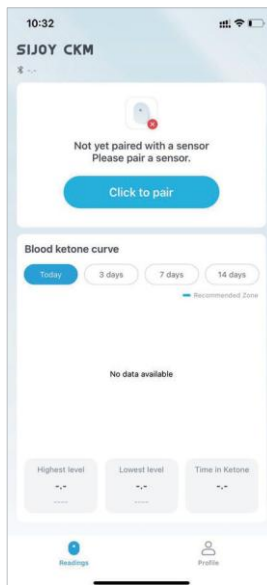 10:32
SIJOY CKM
-.-
Not yet paired with a sensor
Please pair a sensor.
Click to pair
Blood ketone curve
Today 3 days 7 days 14 days
Recommended Zone
No data available
Highest level Lowest level Time in Ketone
-.- -.- -.-
Readings Profile